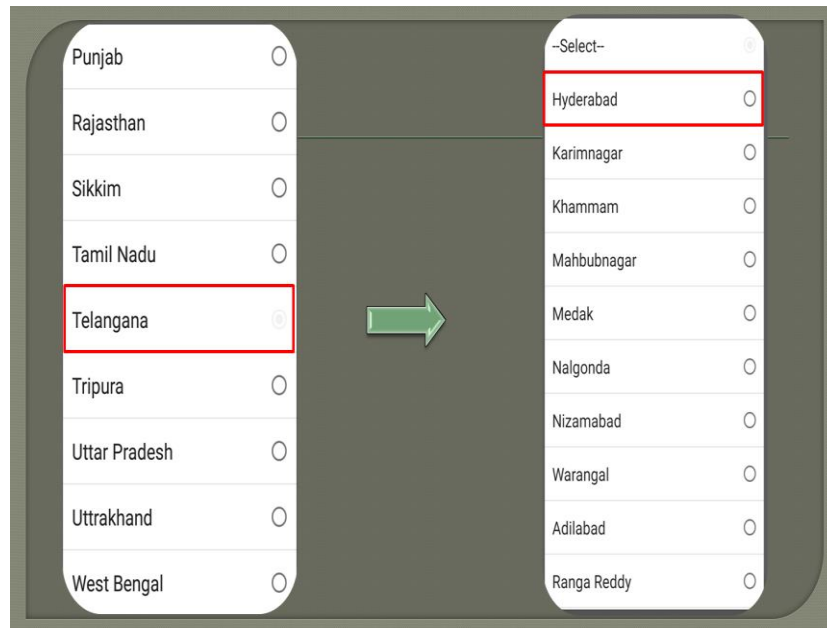 Punjab
Rajasthan
Sikkim
Tamil Nadu
Telangana
Tripura
Uttar Pradesh
Uttrakhand
West Bengal
--Select--
Hyderabad
Karimnagar
Khammam
Mahbubnagar
Medak
Nalgonda
Nizamabad
Warangal
Adilabad
Ranga Reddy